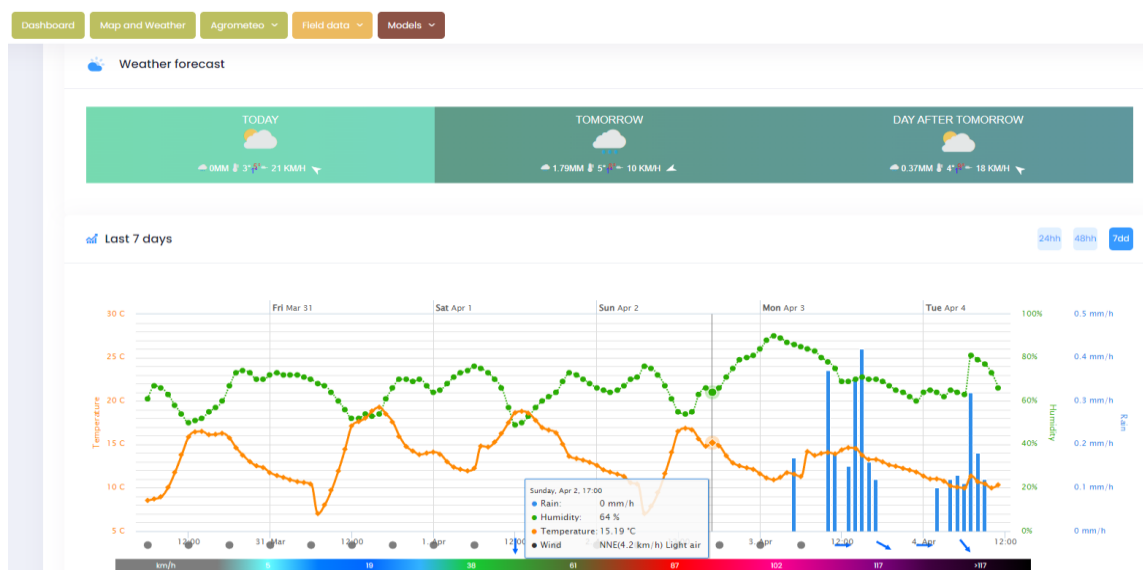 Dashboard Map and Weather Agrometeo Field data Models
Weather forecast
TODAY TOMORROW DAY AFTER TOMORROW
0MM 3° 21 KM/H 1.79MM 5° 10 KM/H 0.37MM 4° 18 KM/H
Last 7 days 24hh 48hh 7dd
Fri Mar 31 Sat Apr 1 Sun Apr 2 Mon Apr 3 Tue Apr 4
30 C 100% 0.5 mm/h
25 C 80% 0.4 mm/h
20 C 60% 0.3 mm/h
Temperature Humidity Rain
15 C 40% 0.2 mm/h
10 C 20% 0.1 mm/h
5 C 0% 0 mm/h
Sunday, Apr 2, 17:00
Rain: 0 mm/h
Humidity: 64 %
Temperature: 15.19 °C
Wind NNE(4.2 km/h) Light air
12:00 31. Mar 12:00 1. Apr 12:00 3. Apr 12:00 4. Apr 12:00
km/h 19 38 61 87 102 117 >117